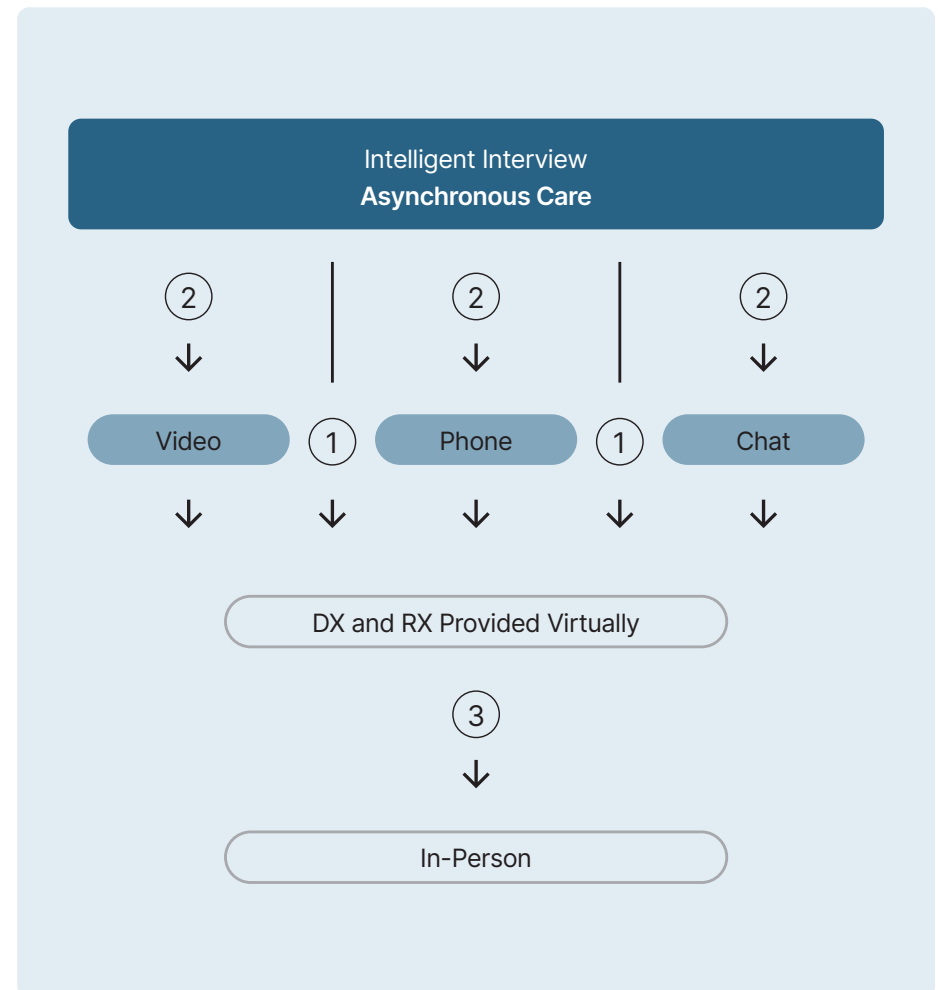 Intelligent Interview
Asynchronous Care
2 2 2
Video 1 Phone 1 Chat
DX and RX Provided Virtually
3
In-Person